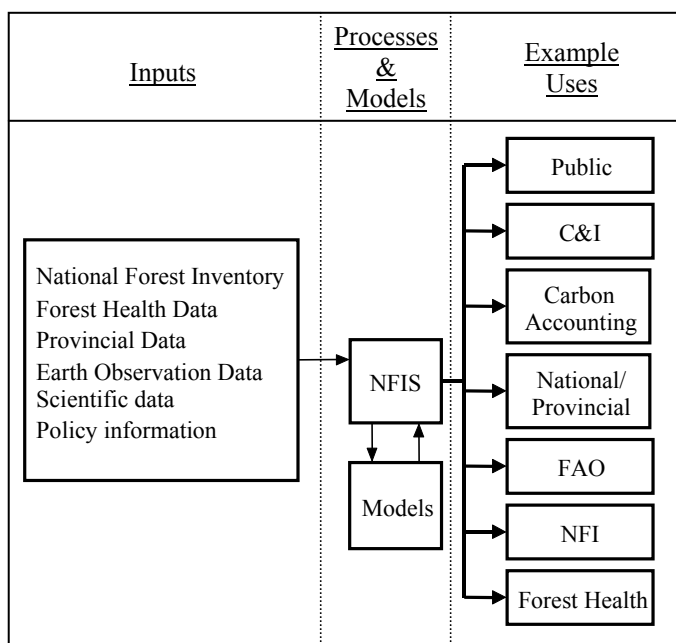 Inputs
Processes
&
Models
Example
Uses
National Forest Inventory
Forest Health Data
Provincial Data
Earth Observation Data
Scientific data
Policy information
NFIS
Models
Public
C&I
Carbon
Accounting
National/
Provincial
FAO
NFI
Forest Health